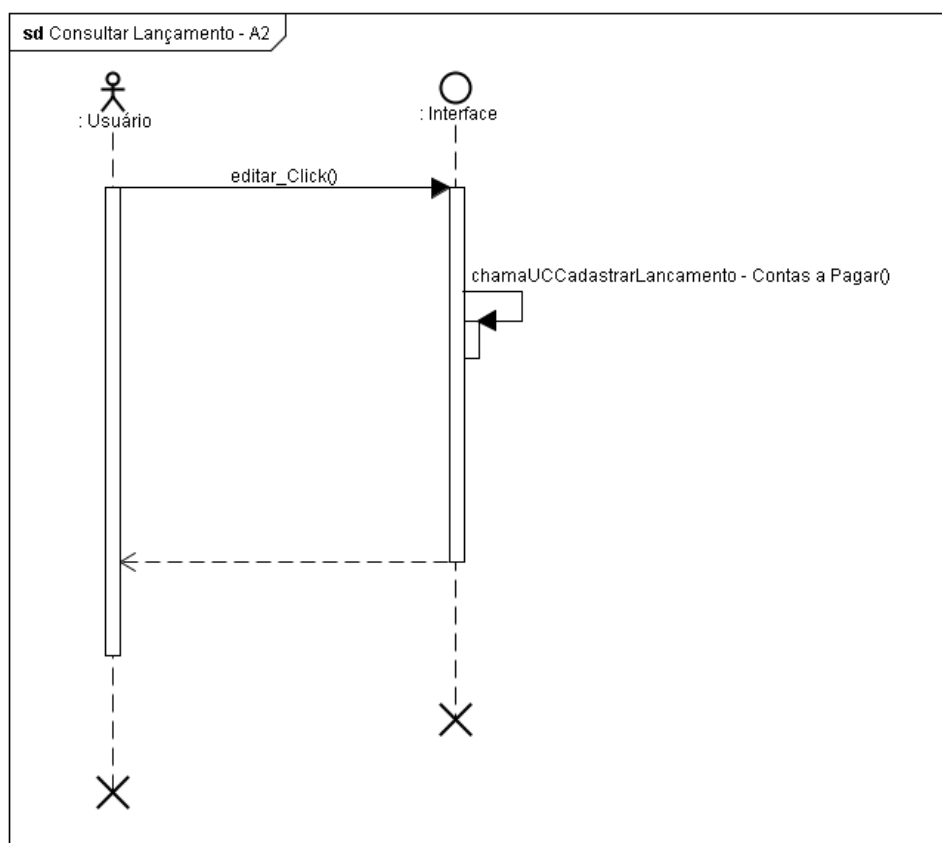 sd Consultar Lançamento - A2
: Usuário
: Interface
editar_Click()
chamaUCCadastrarLancamento - Contas a Pagar()